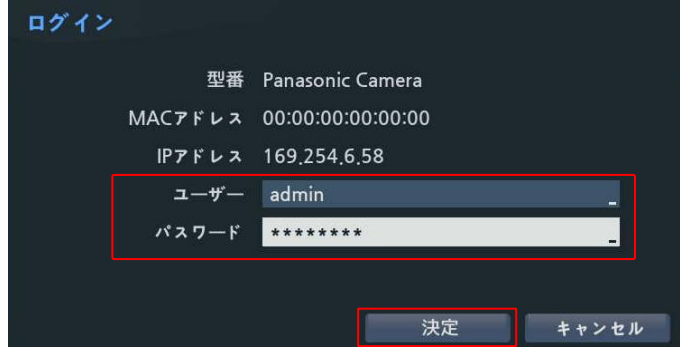 ログイン
型番 Panasonic Camera
MACアドレス 00:00:00:00:00:00
IPアドレス 169.254.6.58
ユーザー admin
パスワード ********
決定 キャンセル